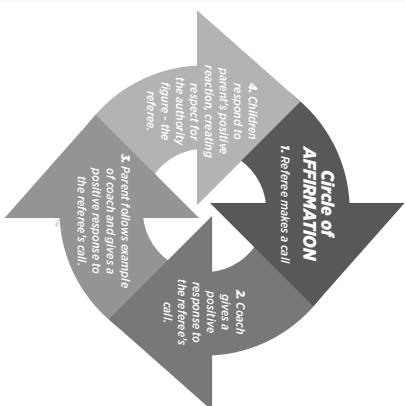 Circle of
AFFIRMATION
1. Referee makes a call
2. Coach
gives a
positive
response to
the referee's
call.
3. Parent follows example
of coach and gives a
positive response to
the referee's call.
4. Children
respond to
parent's positive
reaction, creating
respect for
the authority
figure - the
referee.